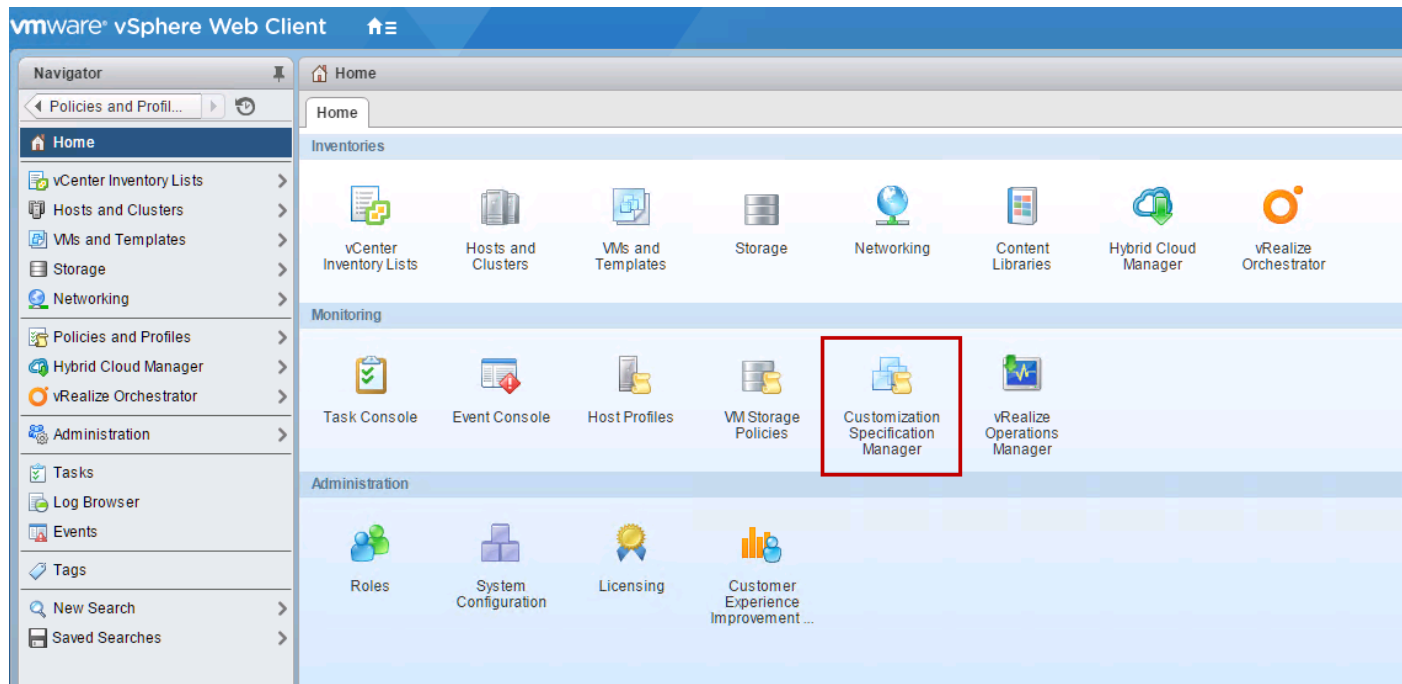 vmware® vSphere Web Client
Navigator
Home
Policies and Profil...
Home
Home
Inventories
vCenter Inventory Lists
Hosts and Clusters
VMs and Templates
Storage
Networking
Policies and Profiles
Hybrid Cloud Manager
vRealize Orchestrator
Administration
Tasks
Log Browser
Events
Tags
New Search
Saved Searches
vCenter
Inventory Lists
Hosts and
Clusters
VMs and
Templates
Storage
Networking
Content
Libraries
Hybrid Cloud
Manager
vRealize
Orchestrator
Monitoring
Task Console
Event Console
Host Profiles
VM Storage
Policies
Customization
Specification
Manager
vRealize
Operations
Manager
Administration
Roles
System
Configuration
Licensing
Customer
Experience
Improvement ...